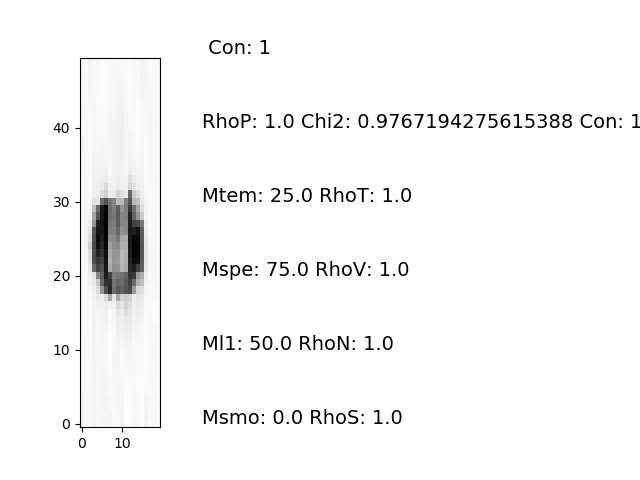 Con: 1
RhoP: 1.0 Chi2: 0.9767194275615388 Con: 1
Mtem: 25.0 RhoT: 1.0
Mspe: 75.0 RhoV: 1.0
Ml1: 50.0 RhoN: 1.0
Msmo: 0.0 RhoS: 1.0
40
30
20
10
0
0 10